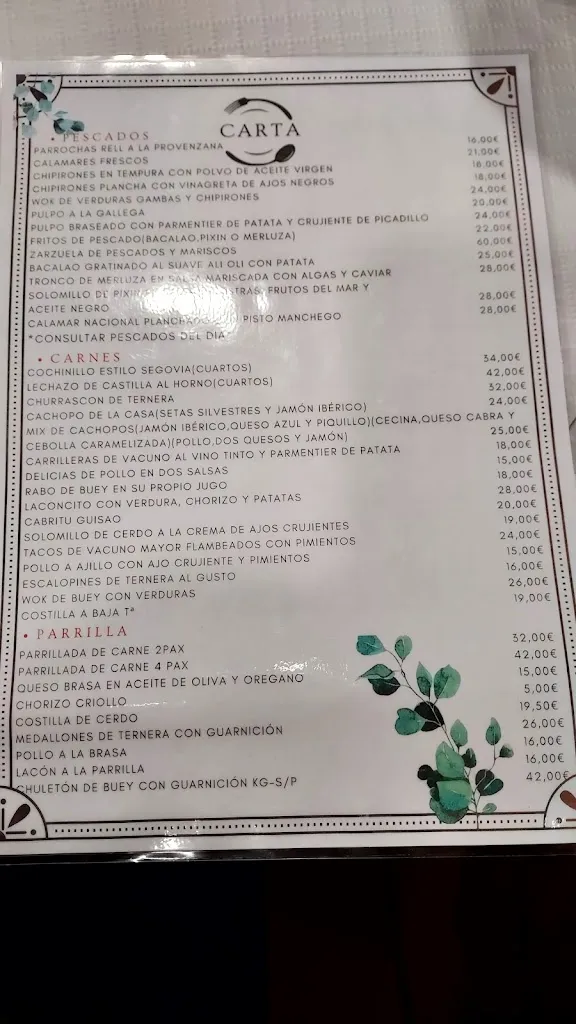 CARTA
• PESCADOS
PARROCHAS RELL A LA PROVENZANA 16,00€
CALAMARES FRESCOS 21,00€
CHIPIRONES EN TEMPURA CON POLVO DE ACEITE VIRGEN 18,00€
CHIPIRONES PLANCHA CON VINAGRETA DE AJOS NEGROS 18,00€
WOK DE VERDURAS GAMBAS Y CHIPIRONES 24,00€
PULPO A LA GALLEGA 20,00€
PULPO BRASEADO CON PARMENTIER DE PATATA Y CRUJIENTE DE PICADILLO 24,00€
FRITOS DE PESCADO(BACALAO,PIXIN O MERLUZA) 22,00€
ZARZUELA DE PESCADOS Y MARISCOS 60,00€
BACALAO GRATINADO AL SUAVE ALI OLI CON PATATA 25,00€
TRONCO DE MERLUZA EN SALSA MARISCADA CON ALGAS Y CAVIAR 28,00€
SOLOMILLO DE FRUTOS DEL MAR Y
ACEITE NEGRO 28,00€
CALAMAR NACIONAL PLANCHA PISTO MANCHEGO 28,00€
*CONSULTAR PESCADOS DEL DIA
• CARNES
COCHINILLO ESTILO SEGOVIA(CUARTOS) 34,00€
LECHAZO DE CASTILLA AL HORNO(CUARTOS) 42,00€
CHURRASCON DE TERNERA 32,00€
CACHOPO DE LA CASA(SETAS SILVESTRES Y JAMÓN IBÉRICO) 24,00€
MIX DE CACHOPOS(JAMÓN IBÉRICO,QUESO AZUL Y PIQUILLO)(CECINA,QUESO CABRA Y
CEBOLLA CARAMELIZADA)(POLLO,DOS QUESOS Y JAMÓN) 25,00€
CARRILLERAS DE VACUNO AL VINO TINTO Y PARMENTIER DE PATATA 18,00€
DELICIAS DE POLLO EN DOS SALSAS 15,00€
RABO DE BUEY EN SU PROPIO JUGO 18,00€
LACONCITO CON VERDURA, CHORIZO Y PATATAS 28,00€
CABRITU GUISAO 20,00€
SOLOMILLO DE CERDO A LA CREMA DE AJOS CRUJIENTES 19,00€
TACOS DE VACUNO MAYOR FLAMBEADOS CON PIMIENTOS 24,00€
POLLO A AJILLO CON AJO CRUJIENTE Y PIMIENTOS 15,00€
ESCALOPINES DE TERNERA AL GUSTO 16,00€
WOK DE BUEY CON VERDURAS 26,00€
COSTILLA A BAJA Tª 19,00€
• PARRILLA
PARRILLADA DE CARNE 2PAX 32,00€
PARRILLADA DE CARNE 4 PAX 42,00€
QUESO BRASA EN ACEITE DE OLIVA Y OREGANO 15,00€
CHORIZO CRIOLLO 5,00€
COSTILLA DE CERDO 19,50€
MEDALLONES DE TERNERA CON GUARNICIÓN 26,00€
POLLO A LA BRASA 16,00€
LACÓN A LA PARRILLA 16,00€
CHULETÓN DE BUEY CON GUARNICIÓN KG-S/P 42,00€